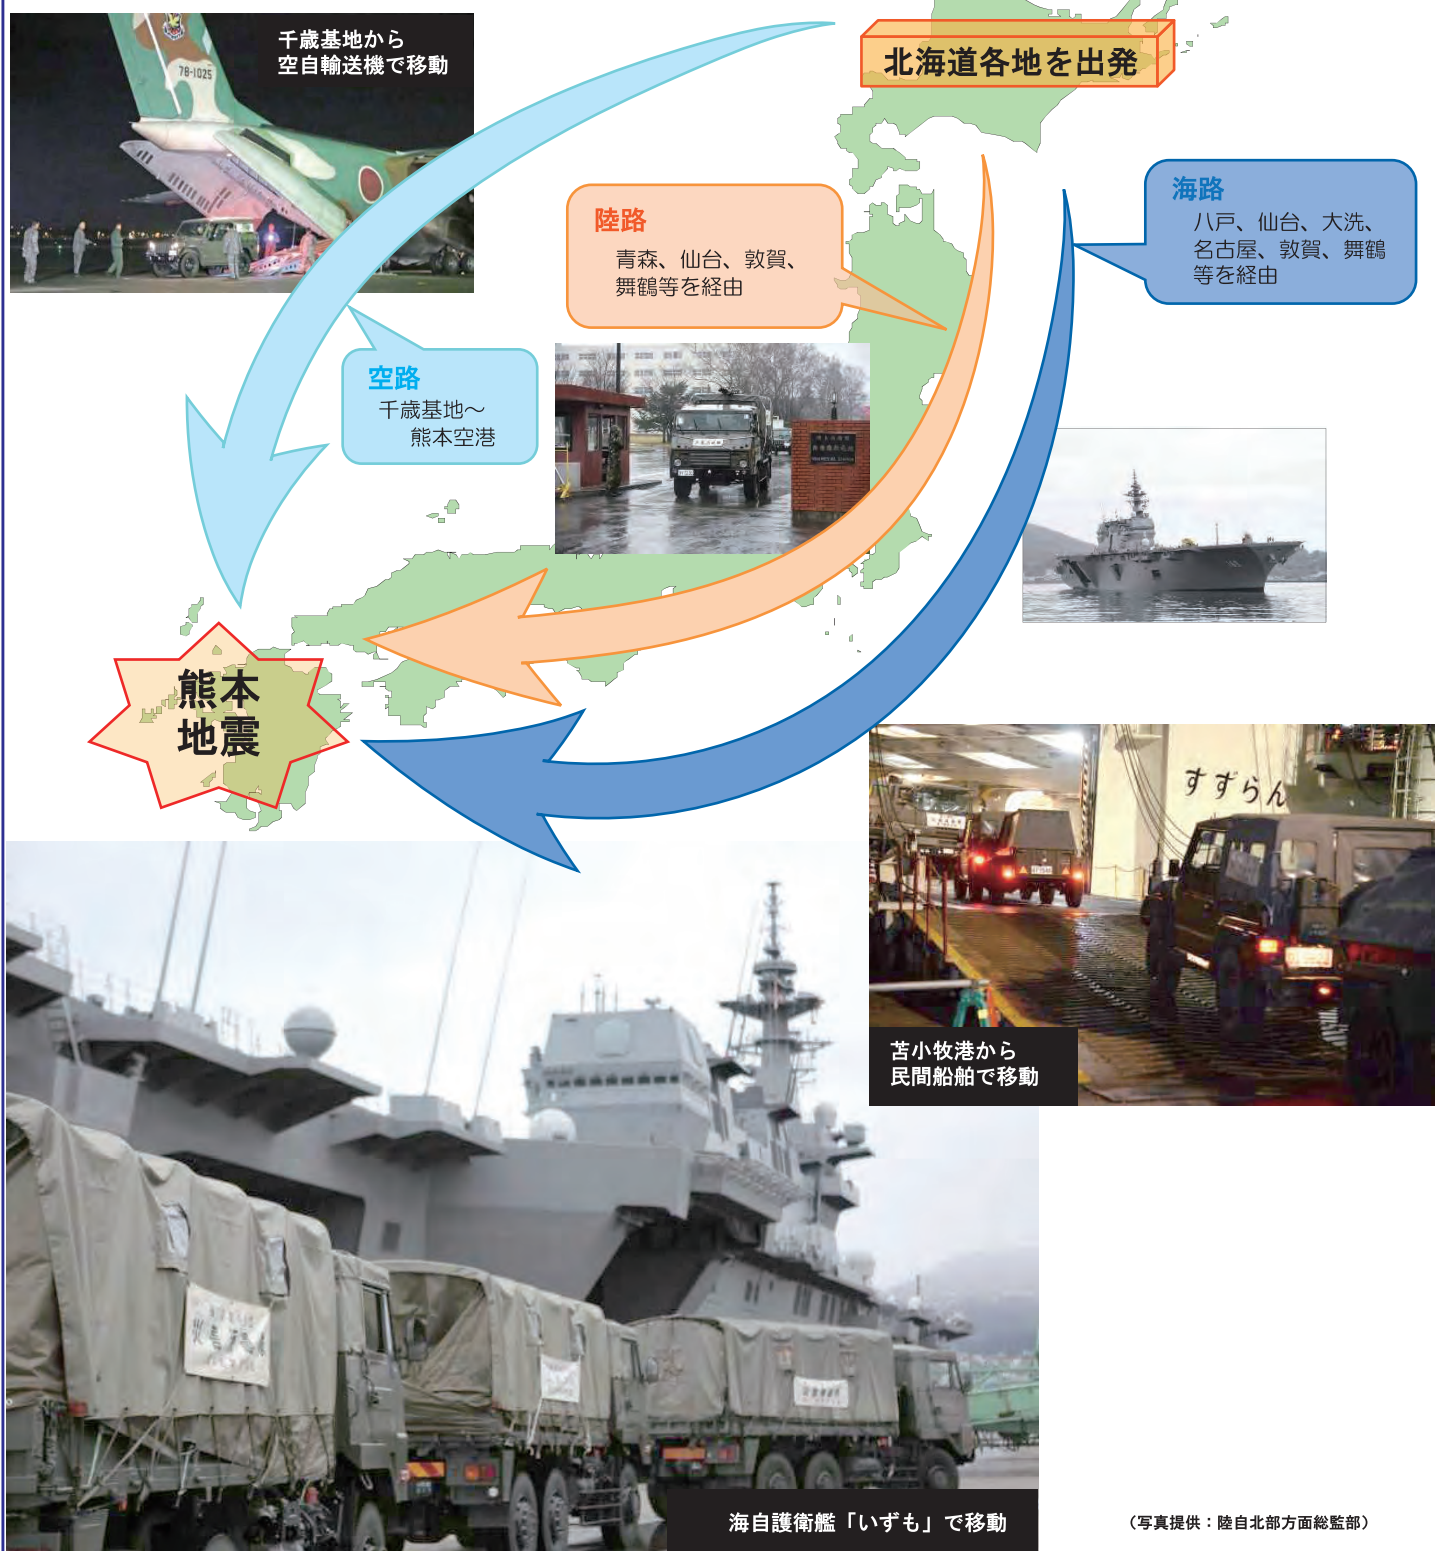 千歳基地から
空自輸送機で移動
78-1025
北海道各地を出発
陸路
青森、仙台、敦賀、
舞鶴等を経由
海路
八戸、仙台、大洗、
名古屋、敦賀、舞鶴
等を経由
空路
千歳基地～
熊本空港
熊本
地震
すずらん
苫小牧港から
民間船舶で移動
海自護衛艦「いずも」で移動
（写真提供：陸自北部方面総監部）